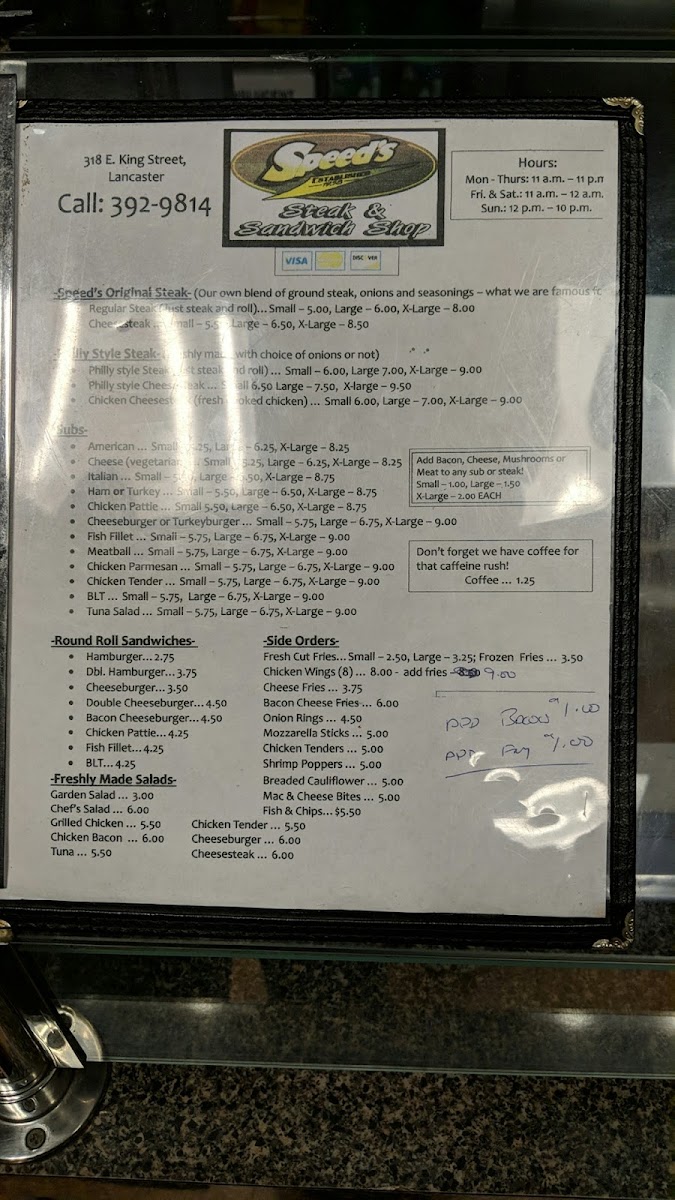 318 E. King Street,
Lancaster
Call: 392-9814
Speed's
ESTABLISHED
Steak &
Sandwich Shop
VISA
DISCOVER
Hours:
Mon - Thurs: 11 a.m. – 11 p.m
Fri. & Sat.: 11 a.m. – 12 a.m.
Sun.: 12 p.m. – 10 p.m.
-Speed's Original Steak- (Our own blend of ground steak, onions and seasonings – what we are famous fo
Regular Steak (just steak and roll)... Small – 5.00, Large – 6.00, X-Large – 8.00
Cheesesteak ... Small – 5.50, Large – 6.50, X-Large – 8.50
-Philly Style Steak- (freshly made with choice of onions or not)
Philly style Steak (just steak and roll) ... Small – 6.00, Large 7.00, X-Large – 9.00
Philly style Cheesesteak ... Small 6.50 Large – 7.50, X-large – 9.50
Chicken Cheesesteak (fresh cooked chicken) ... Small 6.00, Large – 7.00, X-Large – 9.00
-Subs-
American ... Small – 5.25, Large – 6.25, X-Large – 8.25
Cheese (vegetarian) ... Small – 5.25, Large – 6.25, X-Large – 8.25
Italian ... Small – 5.50, Large – 6.50, X-Large – 8.75
Ham or Turkey ... Small – 5.50, Large – 6.50, X-Large – 8.75
Chicken Pattie ... Small 5.50, Large – 6.50, X-Large – 8.75
Cheeseburger or Turkeyburger ... Small – 5.75, Large – 6.75, X-Large – 9.00
Fish Fillet ... Small – 5.75, Large – 6.75, X-Large – 9.00
Meatball ... Small – 5.75, Large – 6.75, X-Large – 9.00
Chicken Parmesan ... Small – 5.75, Large – 6.75, X-Large – 9.00
Chicken Tender ... Small – 5.75, Large – 6.75, X-Large – 9.00
BLT ... Small – 5.75, Large – 6.75, X-Large – 9.00
Tuna Salad ... Small – 5.75, Large – 6.75, X-Large – 9.00
Add Bacon, Cheese, Mushrooms or
Meat to any sub or steak!
Small – 1.00, Large – 1.50
X-Large – 2.00 EACH
Don't forget we have coffee for
that caffeine rush!
Coffee ... 1.25
-Round Roll Sandwiches-
Hamburger... 2.75
Dbl. Hamburger... 3.75
Cheeseburger... 3.50
Double Cheeseburger... 4.50
Bacon Cheeseburger... 4.50
Chicken Pattie... 4.25
Fish Fillet... 4.25
BLT... 4.25
-Side Orders-
Fresh Cut Fries... Small – 2.50, Large – 3.25; Frozen Fries ... 3.50
Chicken Wings (8) ... 8.00 - add fries 9.00
Cheese Fries ... 3.75
Bacon Cheese Fries... 6.00
Onion Rings ... 4.50
Mozzarella Sticks ... 5.00
Chicken Tenders ... 5.00
Shrimp Poppers ... 5.00
Breaded Cauliflower ... 5.00
Mac & Cheese Bites ... 5.00
Fish & Chips... $5.50
ADD Bacon 1.00
ADD 1.00
-Freshly Made Salads-
Garden Salad ... 3.00
Chef's Salad ... 6.00
Grilled Chicken ... 5.50
Chicken Bacon ... 6.00
Tuna ... 5.50
Chicken Tender ... 5.50
Cheeseburger ... 6.00
Cheesesteak ... 6.00